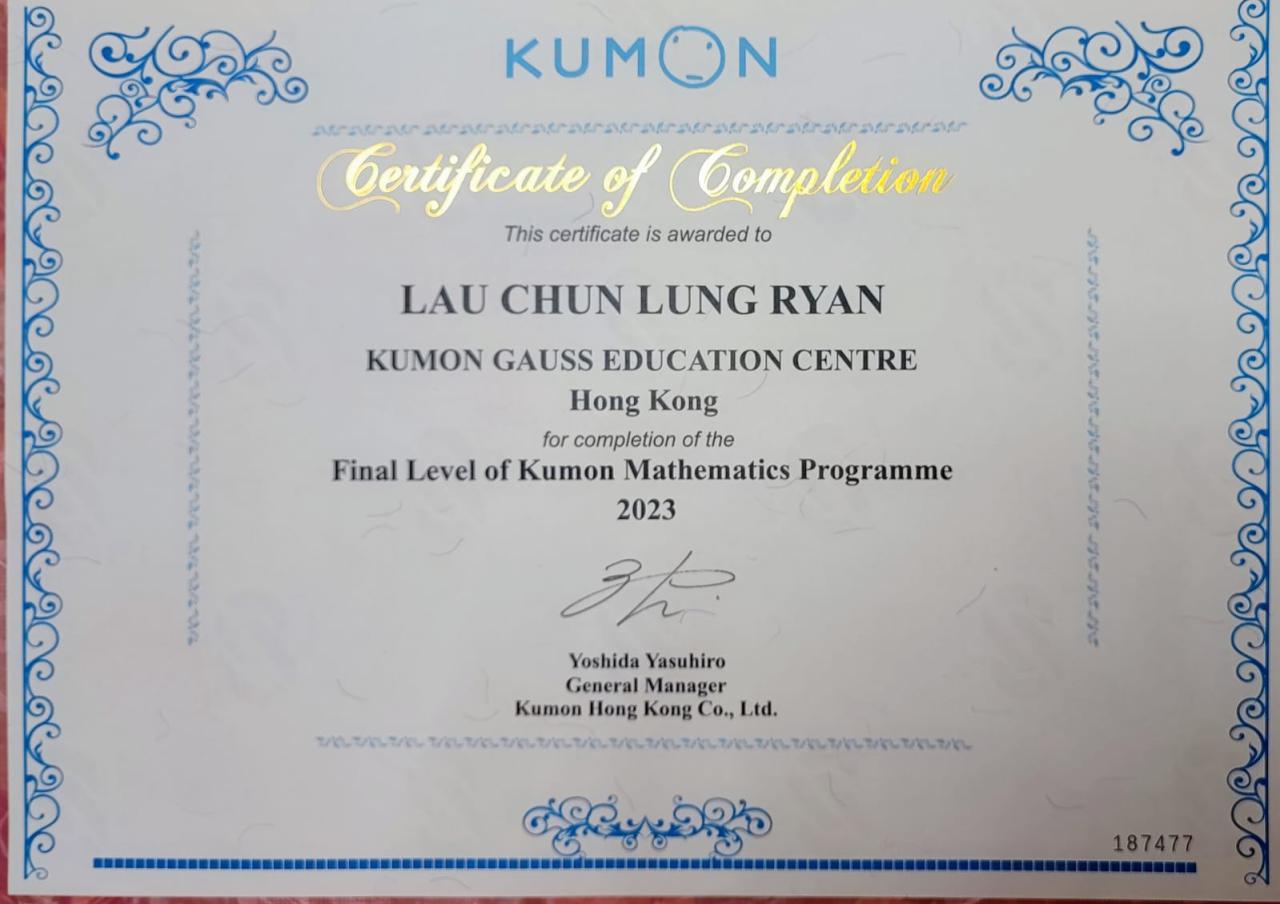 KUMON
Certificate of Completion
This certificate is awarded to
LAU CHUN LUNG RYAN
KUMON GAUSS EDUCATION CENTRE
Hong Kong
for completion of the
Final Level of Kumon Mathematics Programme
2023
Yoshida Yasuhiro
General Manager
Kumon Hong Kong Co., Ltd.
187477